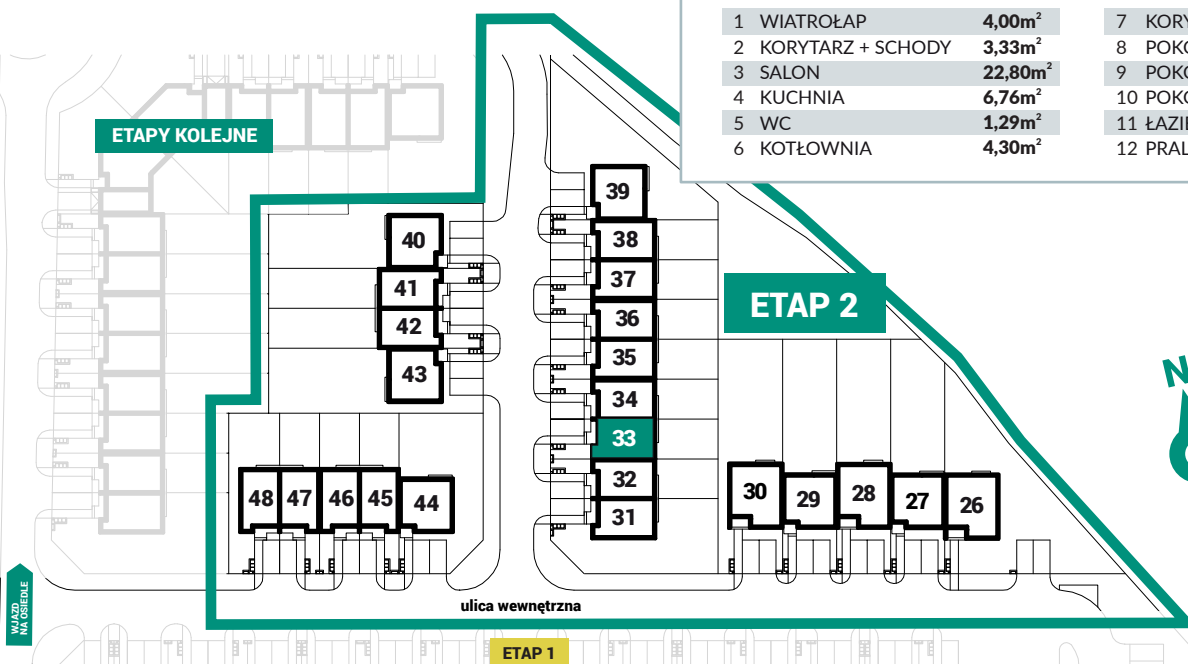 1 WIATROŁAP 4,00m²
2 KORYTARZ + SCHODY 3,33m²
3 SALON 22,80m²
4 KUCHNIA 6,76m²
5 WC 1,29m²
6 KOTŁOWNIA 4,30m²
7
8
9
10
11
12
ETAPY KOLEJNE
39
38
37
36
35
34
33
32
31
40
41
42
43
ETAP 2
N
48 47 46 45 44
30 29 28 27 26
WJAZD
NA OSIEDLE
ulica wewnętrzna
ETAP 1